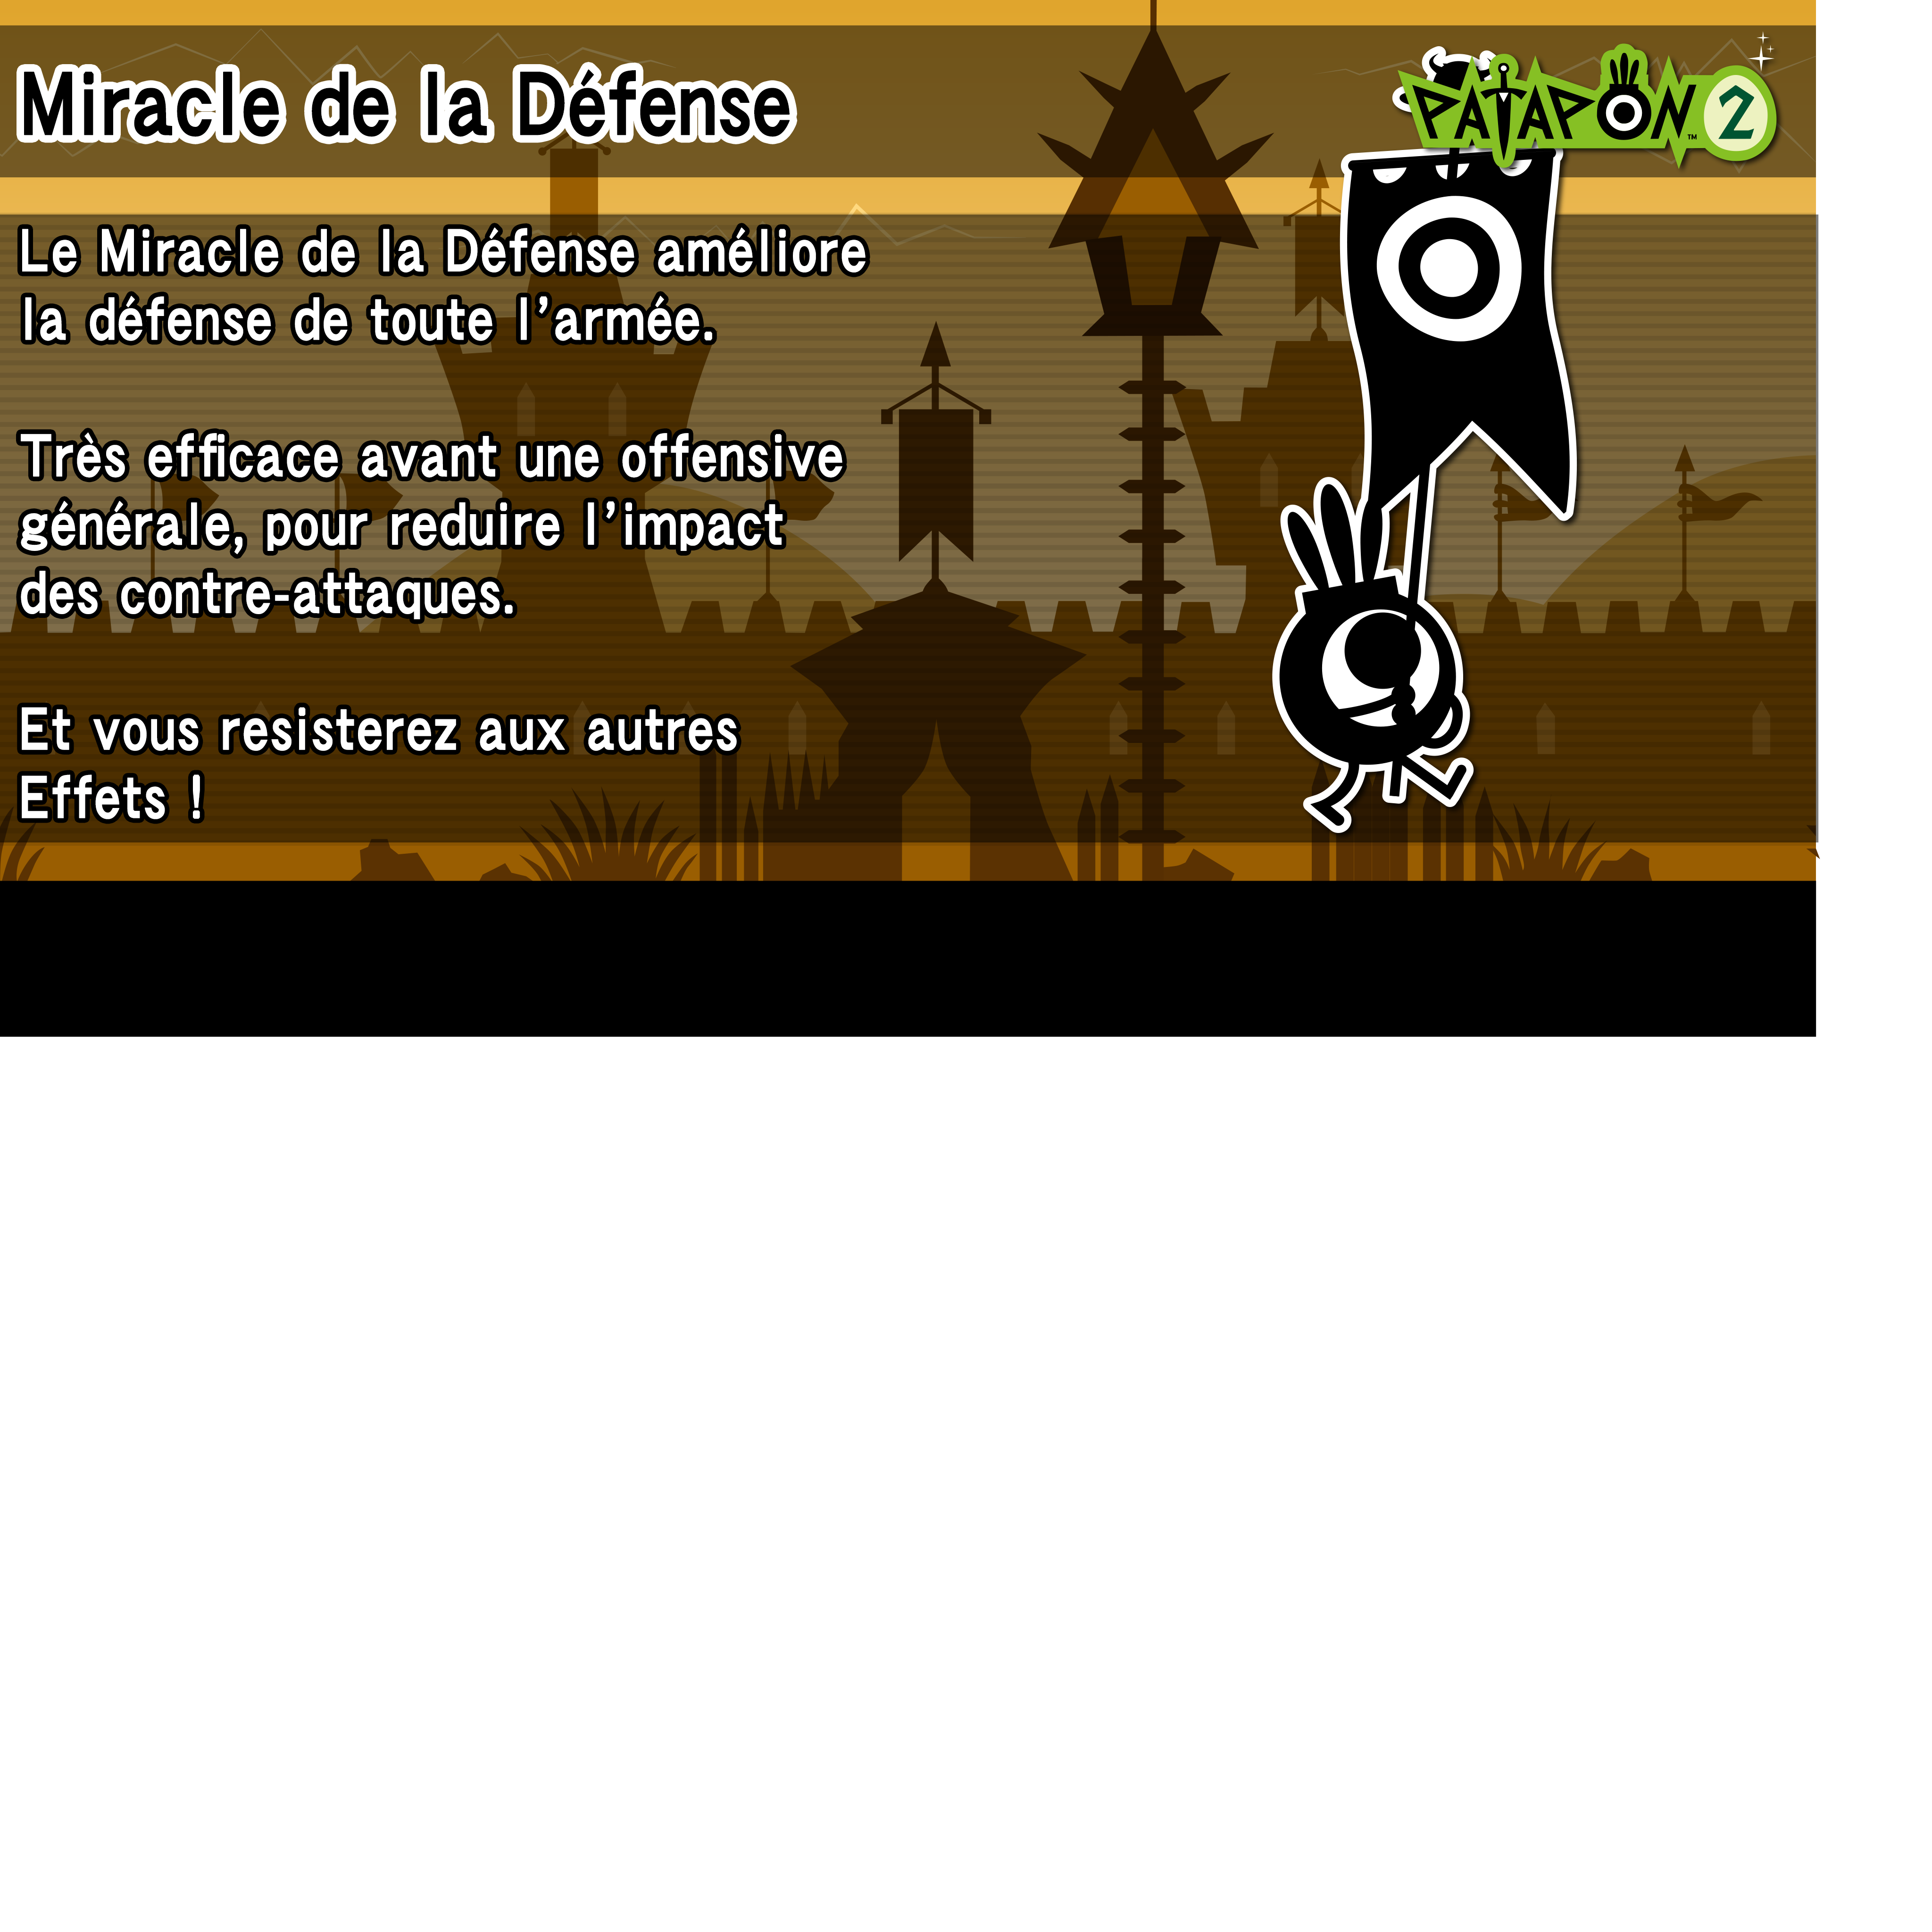 Miracle de la Défense
PATAPON™ 2
Le Miracle de la Défense améliore
la défense de toute l'armée.
Très efficace avant une offensive
générale, pour reduire l'impact
des contre-attaques.
Et vous resisterez aux autres
Effets !